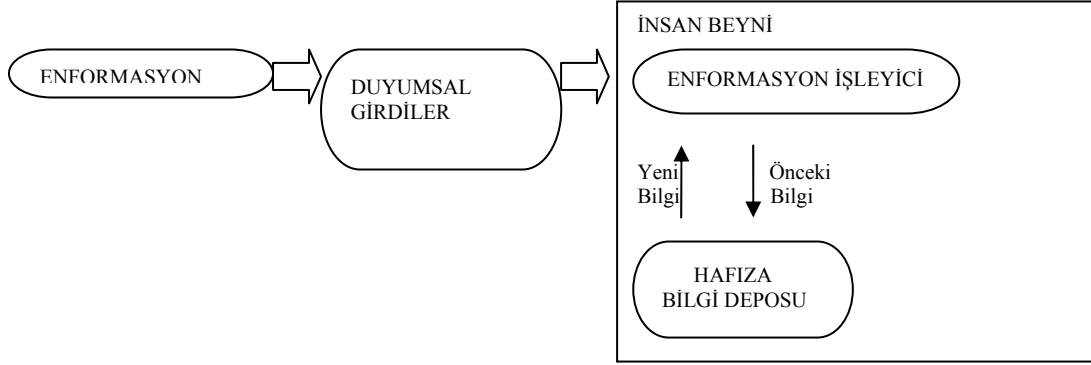 ENFORMASYON
DUYUMSAL
GİRDİLER
İNSAN BEYNİ
ENFORMASYON İŞLEYİCİ
Yeni
Bilgi
Önceki
Bilgi
HAFIZA
BİLGİ DEPOSU